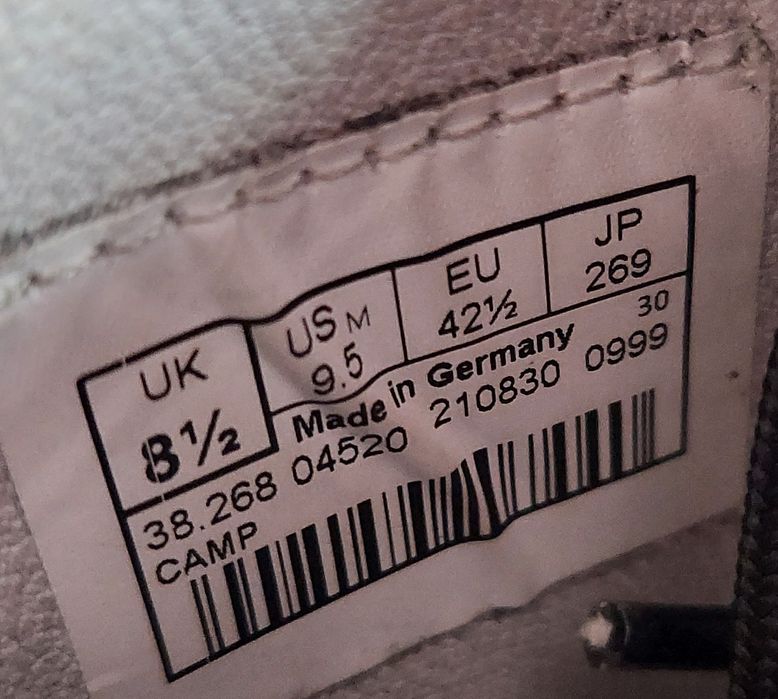 UK US M EU JP
8½ 9.5 42½ 269
Made in Germany 30
38.268 04520 210830 0999
CAMP